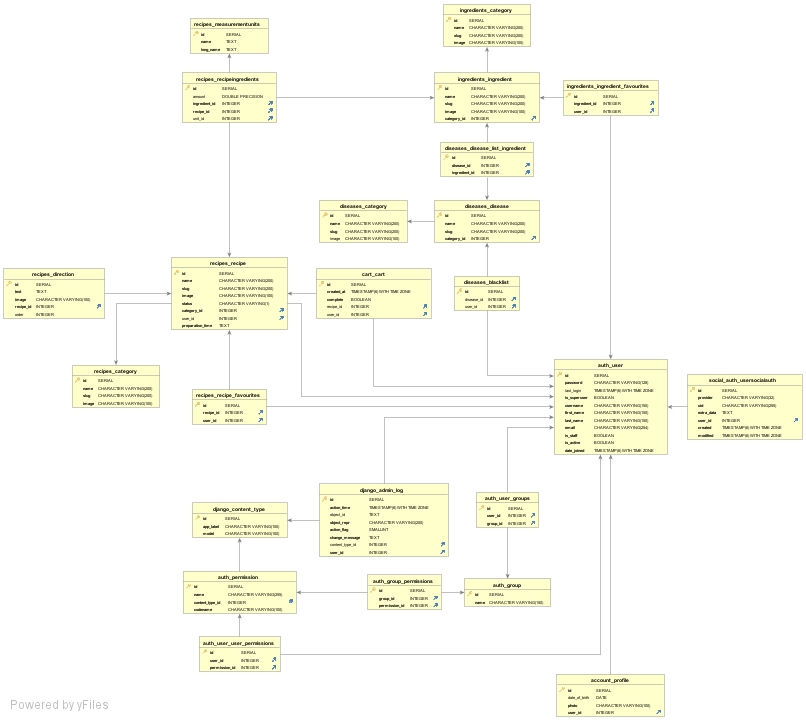 recipes_measurementunits
id SERIAL
name TEXT
long_name TEXT
ingredients_category
id SERIAL
name CHARACTER VARYING(200)
slug CHARACTER VARYING(200)
image CHARACTER VARYING(100)
recipes_recipeingredients
id SERIAL
amount DOUBLE PRECISION
ingredient_id INTEGER
recipe_id INTEGER
unit_id INTEGER
ingredients_ingredient
id SERIAL
name CHARACTER VARYING(200)
slug CHARACTER VARYING(200)
image CHARACTER VARYING(100)
category_id INTEGER
ingredients_ingredient_favourites
id SERIAL
ingredient_id INTEGER
user_id INTEGER
diseases_disease_list_ingredient
id SERIAL
disease_id INTEGER
ingredient_id INTEGER
diseases_category
id SERIAL
name CHARACTER VARYING(200)
slug CHARACTER VARYING(200)
image CHARACTER VARYING(100)
diseases_disease
id SERIAL
name CHARACTER VARYING(200)
slug CHARACTER VARYING(200)
category_id INTEGER
recipes_direction
id SERIAL
text TEXT
image CHARACTER VARYING(100)
recipe_id INTEGER
order INTEGER
recipes_recipe
id SERIAL
name CHARACTER VARYING(200)
slug CHARACTER VARYING(200)
image CHARACTER VARYING(100)
status CHARACTER VARYING(1)
category_id INTEGER
user_id INTEGER
preparation_time TEXT
cart_cart
id SERIAL
created_at TIMESTAMP(6) WITH TIME ZONE
complete BOOLEAN
recipe_id INTEGER
user_id INTEGER
diseases_blacklist
id SERIAL
disease_id INTEGER
user_id INTEGER
recipes_category
id SERIAL
name CHARACTER VARYING(200)
slug CHARACTER VARYING(200)
image CHARACTER VARYING(100)
recipes_recipe_favourites
id SERIAL
recipe_id INTEGER
user_id INTEGER
auth_user
id SERIAL
password CHARACTER VARYING(128)
last_login TIMESTAMP(6) WITH TIME ZONE
is_superuser BOOLEAN
username CHARACTER VARYING(150)
first_name CHARACTER VARYING(150)
last_name CHARACTER VARYING(150)
email CHARACTER VARYING(254)
is_staff BOOLEAN
is_active BOOLEAN
date_joined TIMESTAMP(6) WITH TIME ZONE
social_auth_usersocialauth
id SERIAL
provider CHARACTER VARYING(32)
uid CHARACTER VARYING(255)
extra_data TEXT
user_id INTEGER
created TIMESTAMP(6) WITH TIME ZONE
modified TIMESTAMP(6) WITH TIME ZONE
django_content_type
id SERIAL
app_label CHARACTER VARYING(100)
model CHARACTER VARYING(100)
django_admin_log
id SERIAL
action_time TIMESTAMP(6) WITH TIME ZONE
object_id TEXT
object_repr CHARACTER VARYING(200)
action_flag SMALLINT
change_message TEXT
content_type_id INTEGER
user_id INTEGER
auth_user_groups
id SERIAL
user_id INTEGER
group_id INTEGER
auth_permission
id SERIAL
name CHARACTER VARYING(255)
content_type_id INTEGER
codename CHARACTER VARYING(100)
auth_group_permissions
id SERIAL
group_id INTEGER
permission_id INTEGER
auth_group
id SERIAL
name CHARACTER VARYING(150)
auth_user_user_permissions
id SERIAL
user_id INTEGER
permission_id INTEGER
account_profile
id SERIAL
date_of_birth DATE
photo CHARACTER VARYING(100)
user_id INTEGER
Powered by yFiles